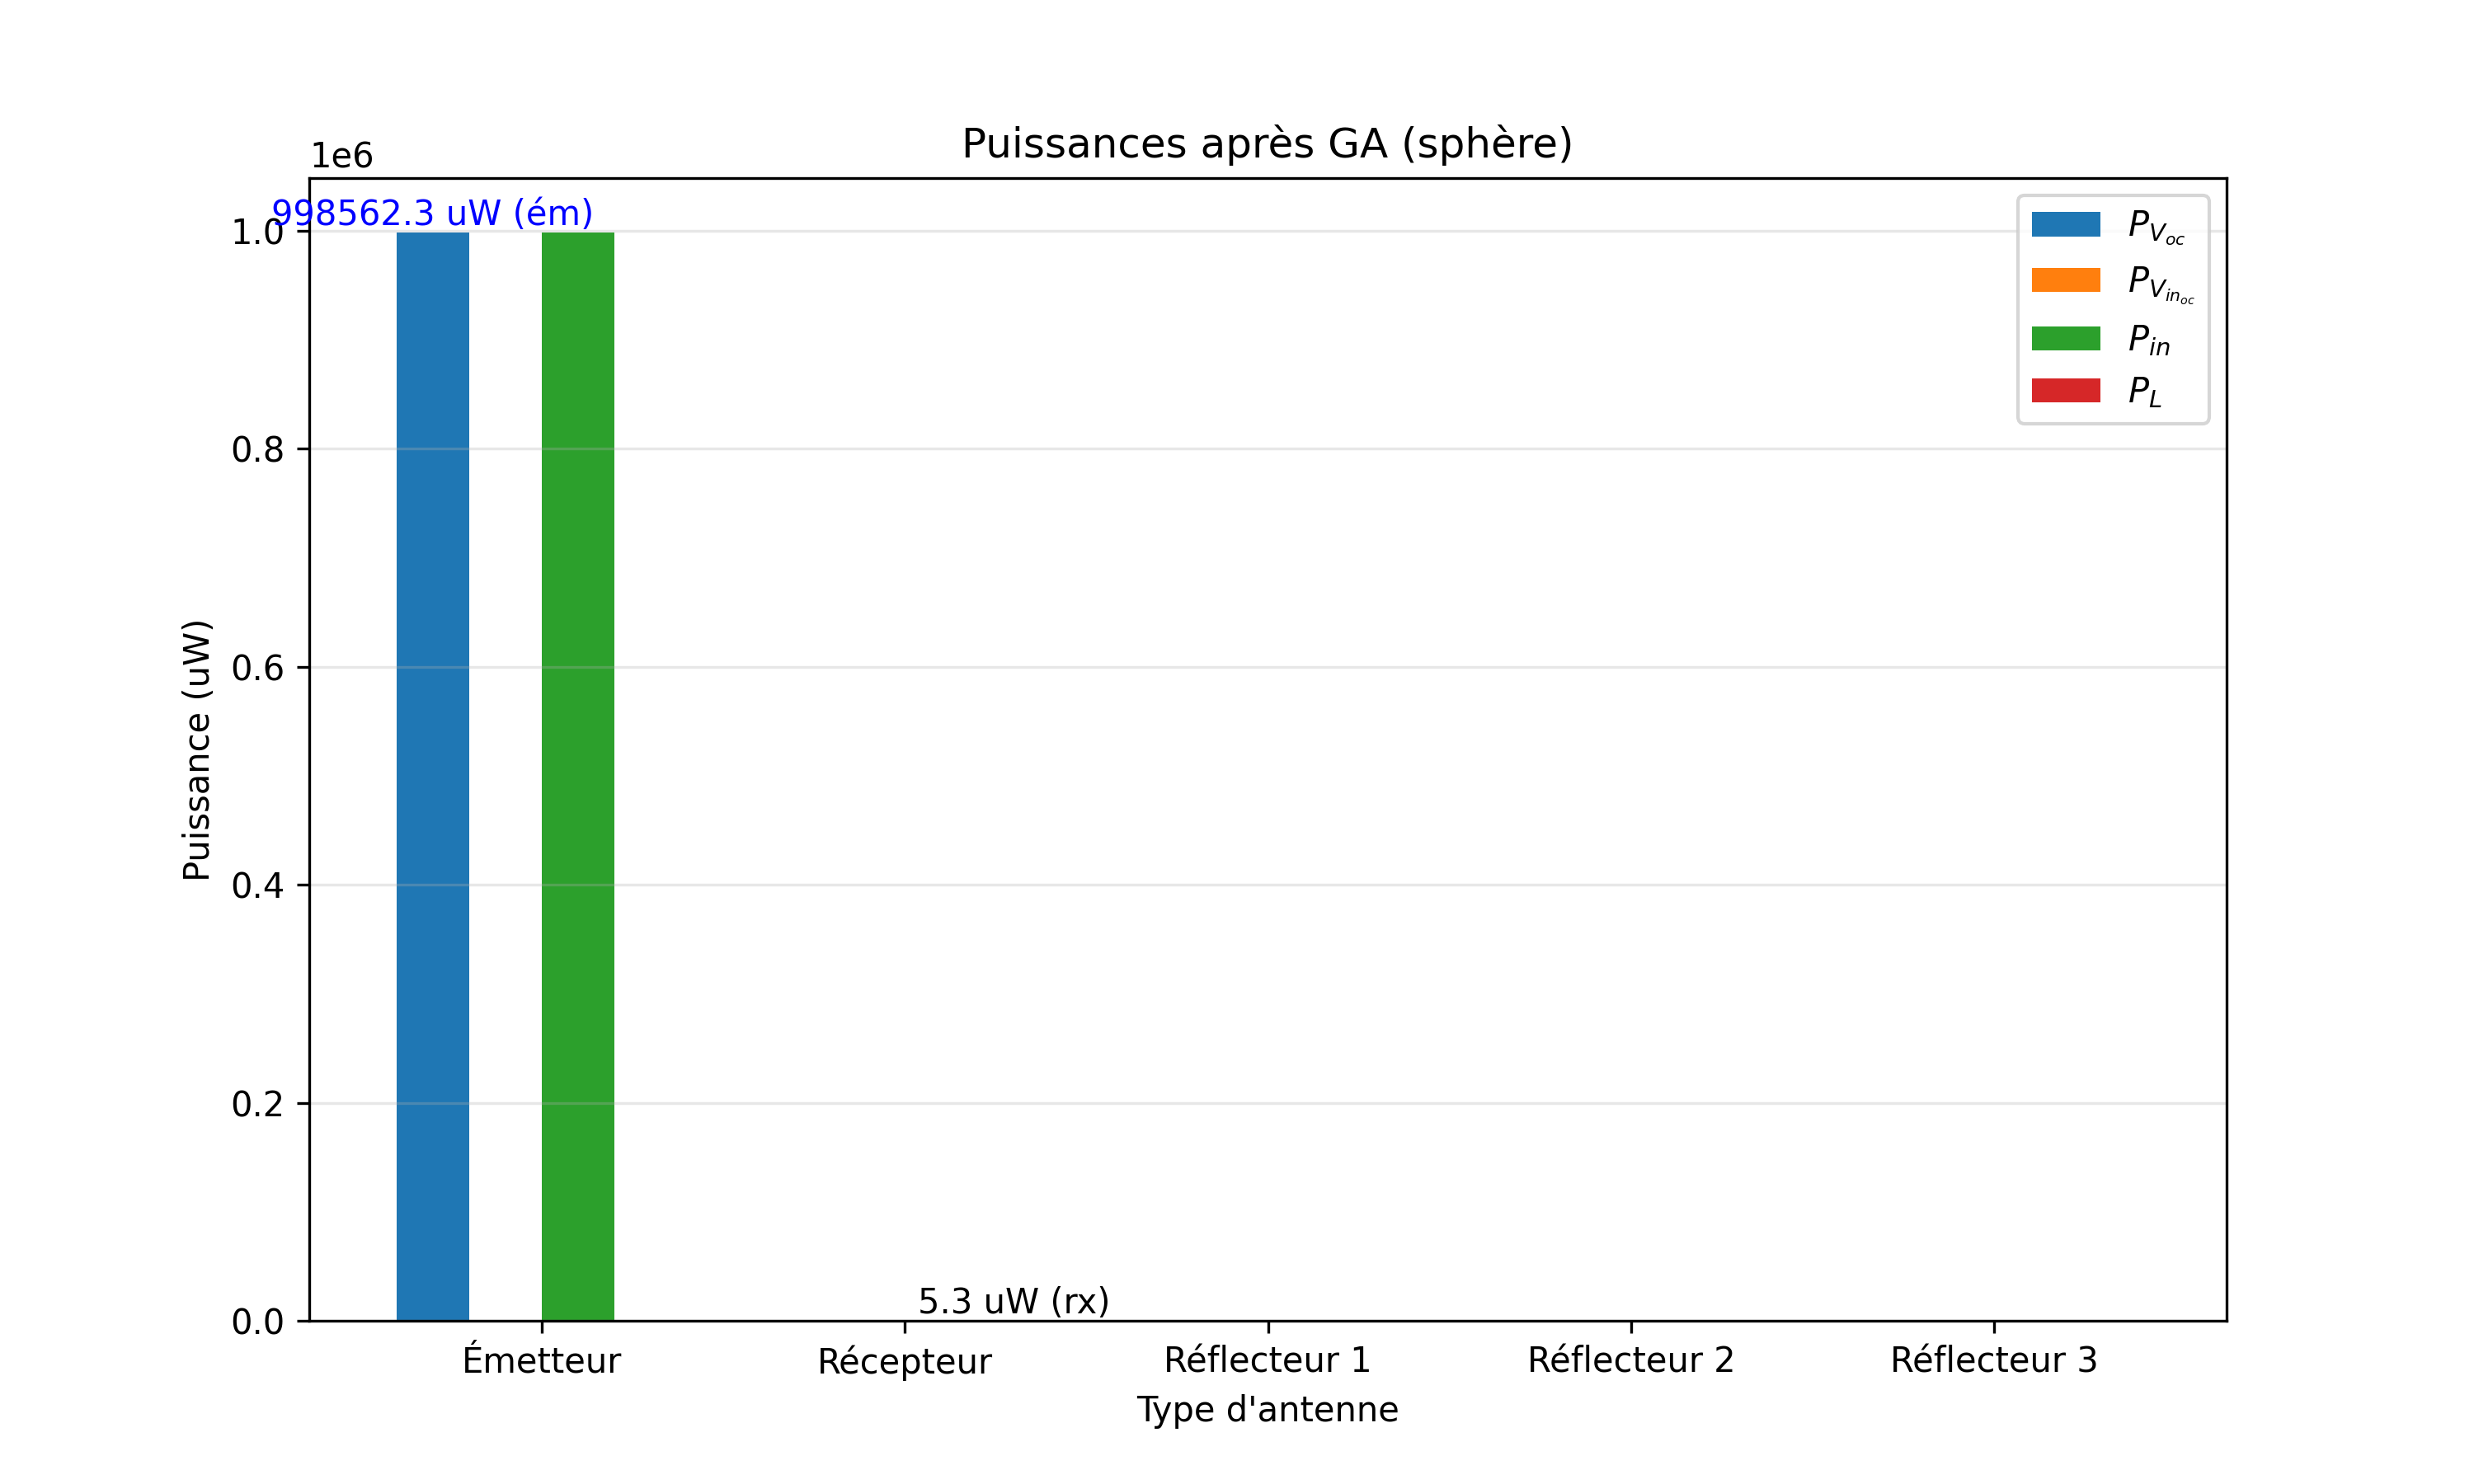 Puissances après GA (sphère)
1e6
998562.3 uW (ém)
1.0
0.8
0.6
0.4
0.2
0.0
Puissance (uW)
P_{V_{oc}}
P_{V_{in_{oc}}}
P_{in}
P_L
5.3 uW (rx)
Émetteur
Récepteur
Réflecteur 1
Réflecteur 2
Réflecteur 3
Type d'antenne